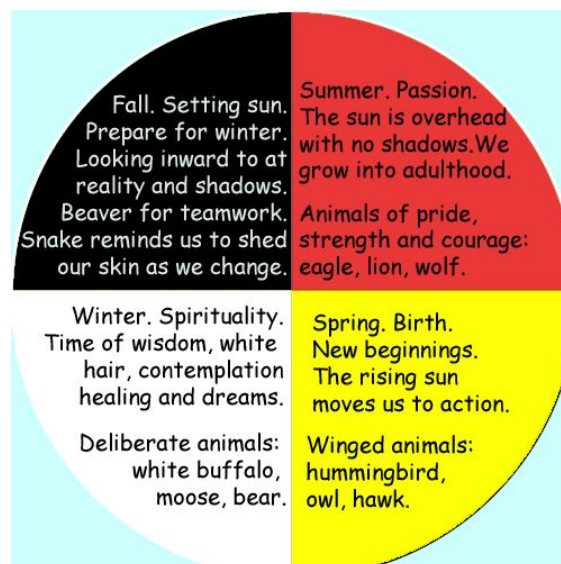 Fall. Setting sun.
Prepare for winter.
Looking inward to at
reality and shadows.
Beaver for teamwork.
Snake reminds us to shed
our skin as we change.
Summer. Passion.
The sun is overhead
with no shadows.We
grow into adulthood.
Animals of pride,
strength and courage:
eagle, lion, wolf.
Winter. Spirituality.
Time of wisdom, white
hair, contemplation
healing and dreams.
Deliberate animals:
white buffalo,
moose, bear.
Spring. Birth.
New beginnings.
The rising sun
moves us to action.
Winged animals:
hummingbird,
owl, hawk.